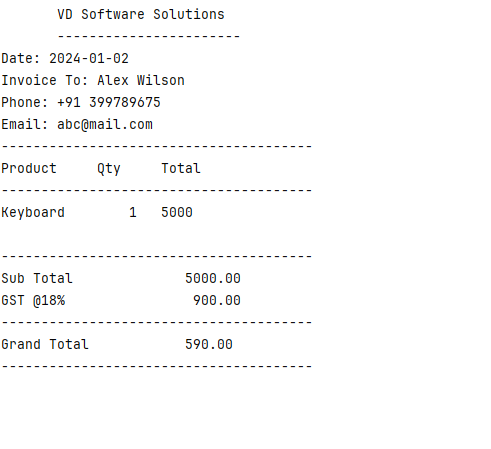 VD Software Solutions
-----------------------
Date: 2024-01-02
Invoice To: Alex Wilson
Phone: +91 399789675
Email: abc@mail.com
---------------------------------------
Product     Qty     Total
---------------------------------------
Keyboard        1   5000
---------------------------------------
Sub Total              5000.00
GST @18%                900.00
---------------------------------------
Grand Total            590.00
---------------------------------------